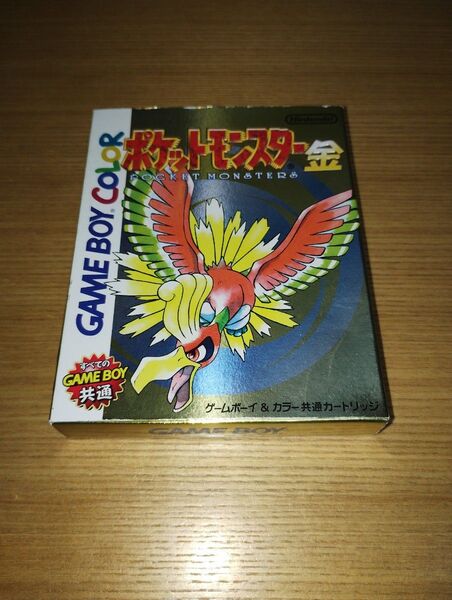 Nintendo
ポケットモンスター金
POCKET MONSTERS
GAME BOY COLOR
すべての
GAME BOY
共通
ゲームボーイ & カラー共通カートリッジ
GAME BOY